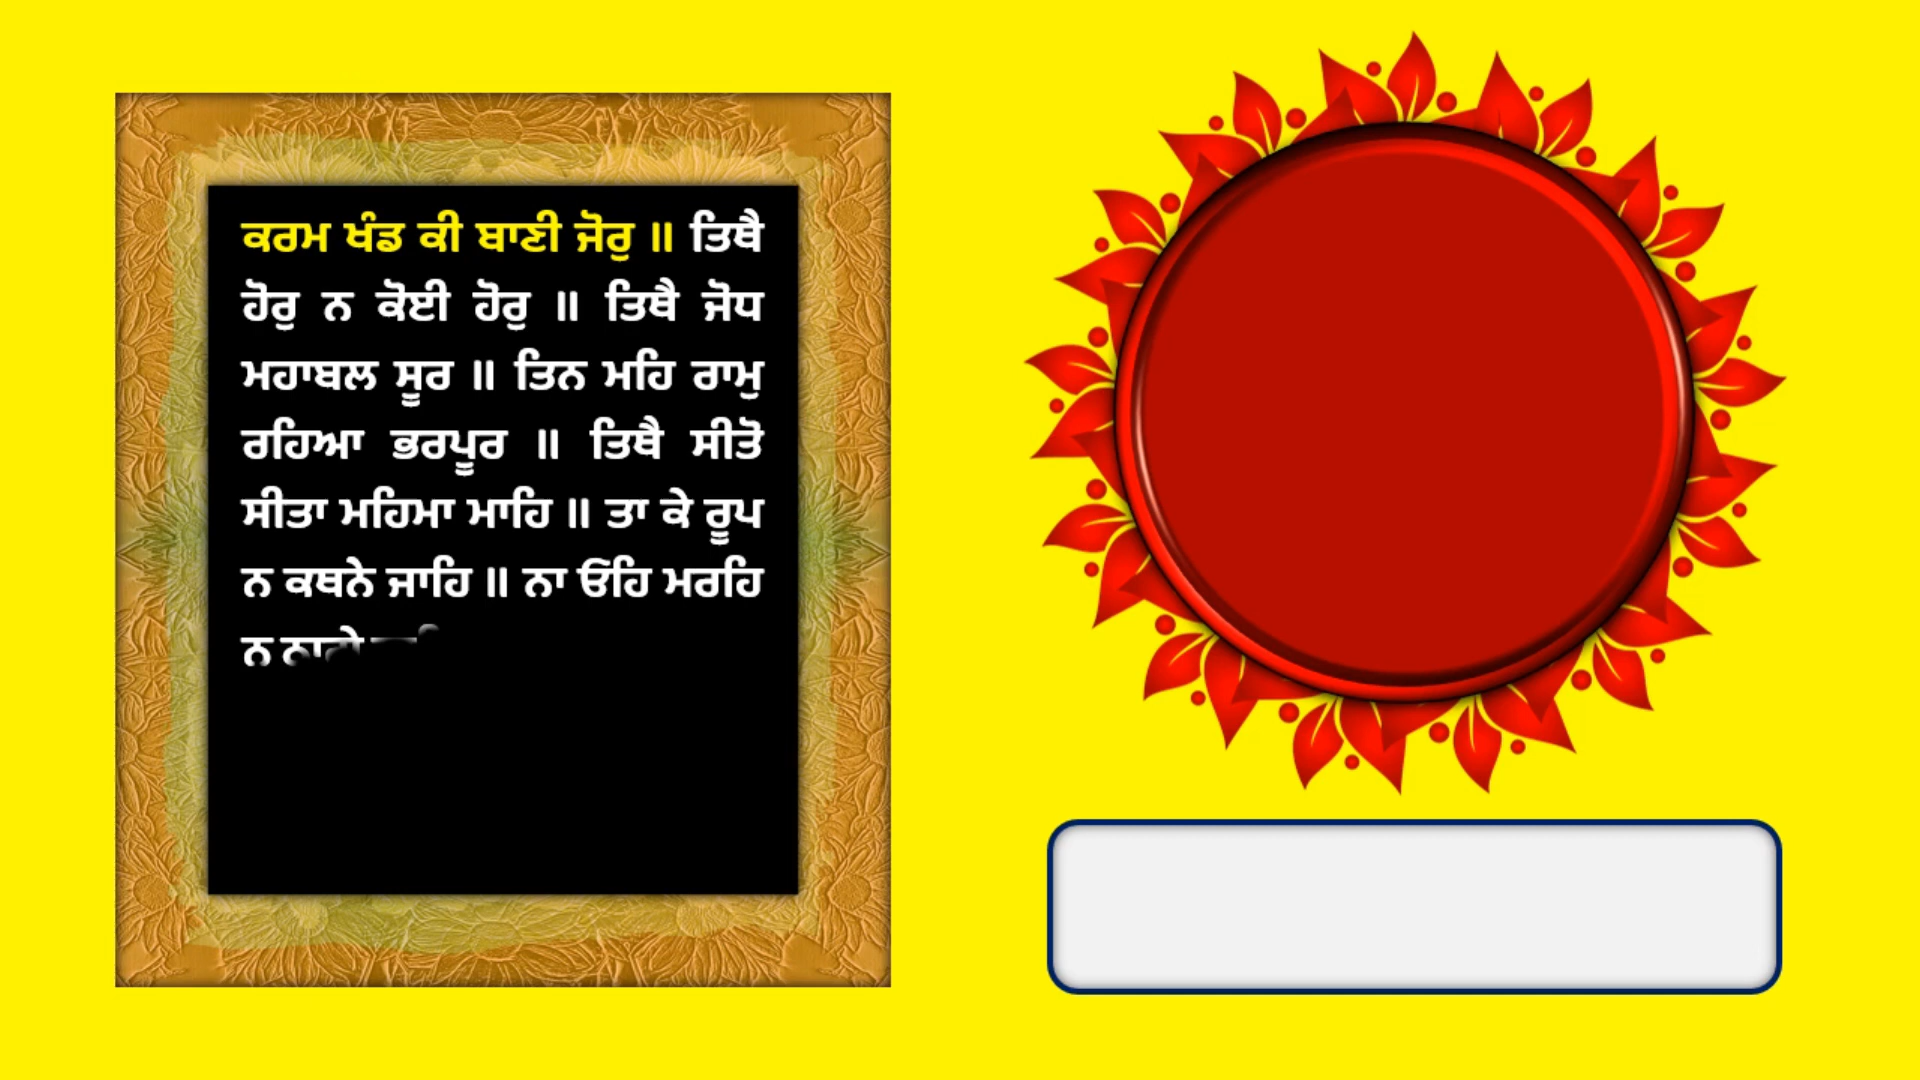 ਕਰਮ ਖੰਡ ਕੀ ਬਾਣੀ ਜੋਰੁ ॥ ਤਿਥੈ
ਹੋਰੁ ਨ ਕੋਈ ਹੋਰੁ ॥ ਤਿਥੈ ਜੋਧ
ਮਹਾਬਲ ਸੂਰ ॥ ਤਿਨ ਮਹਿ ਰਾਮੁ
ਰਹਿਆ ਭਰਪੂਰ ॥ ਤਿਥੈ ਸੀਤੋ
ਸੀਤਾ ਮਹਿਮਾ ਮਾਹਿ ॥ ਤਾ ਕੇ ਰੂਪ
ਨ ਕਥਨੇ ਜਾਹਿ ॥ ਨਾ ਓਹਿ ਮਰਹਿ
ਨ